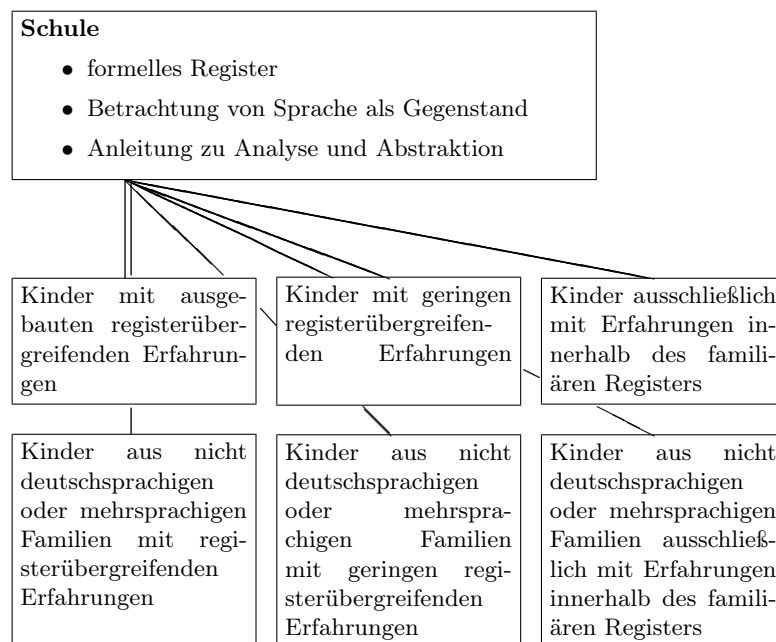 Schule
• formelles Register
• Betrachtung von Sprache als Gegenstand
• Anleitung zu Analyse und Abstraktion
Kinder mit ausge-
bauten registerüber-
greifenden Erfahrun-
gen
Kinder mit geringen
registerübergreifen-
den Erfahrungen
Kinder ausschließlich
mit Erfahrungen in-
nerhalb des famili-
ären Registers
Kinder aus nicht
deutschsprachigen
oder mehrsprachigen
Familien mit regi-
sterübergreifenden
Erfahrungen
Kinder aus nicht
deutschsprachigen
oder mehrspra-
chigen Familien
mit geringen regi-
sterübergreifenden
Erfahrungen
Kinder aus nicht
deutschsprachigen
oder mehrsprachigen
Familien ausschließ-
lich mit Erfahrungen
innerhalb des famili-
ären Registers